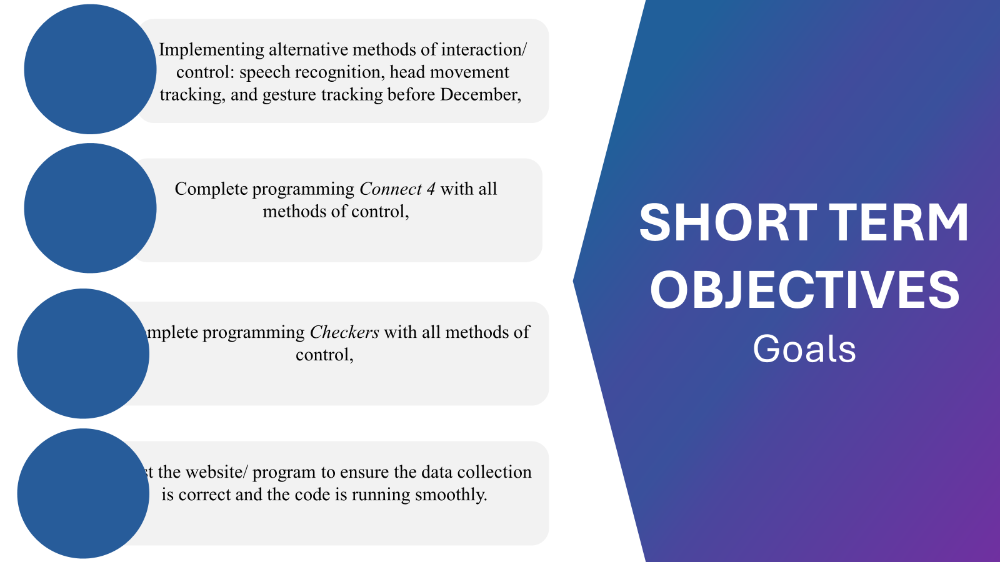 Implementing alternative methods of interaction/
control: speech recognition, head movement
tracking, and gesture tracking before December,
Complete programming Connect 4 with all
methods of control,
mplete programming Checkers with all methods of
control,
st the website/ program to ensure the data collection
is correct and the code is running smoothly.
SHORT TERM
OBJECTIVES
Goals